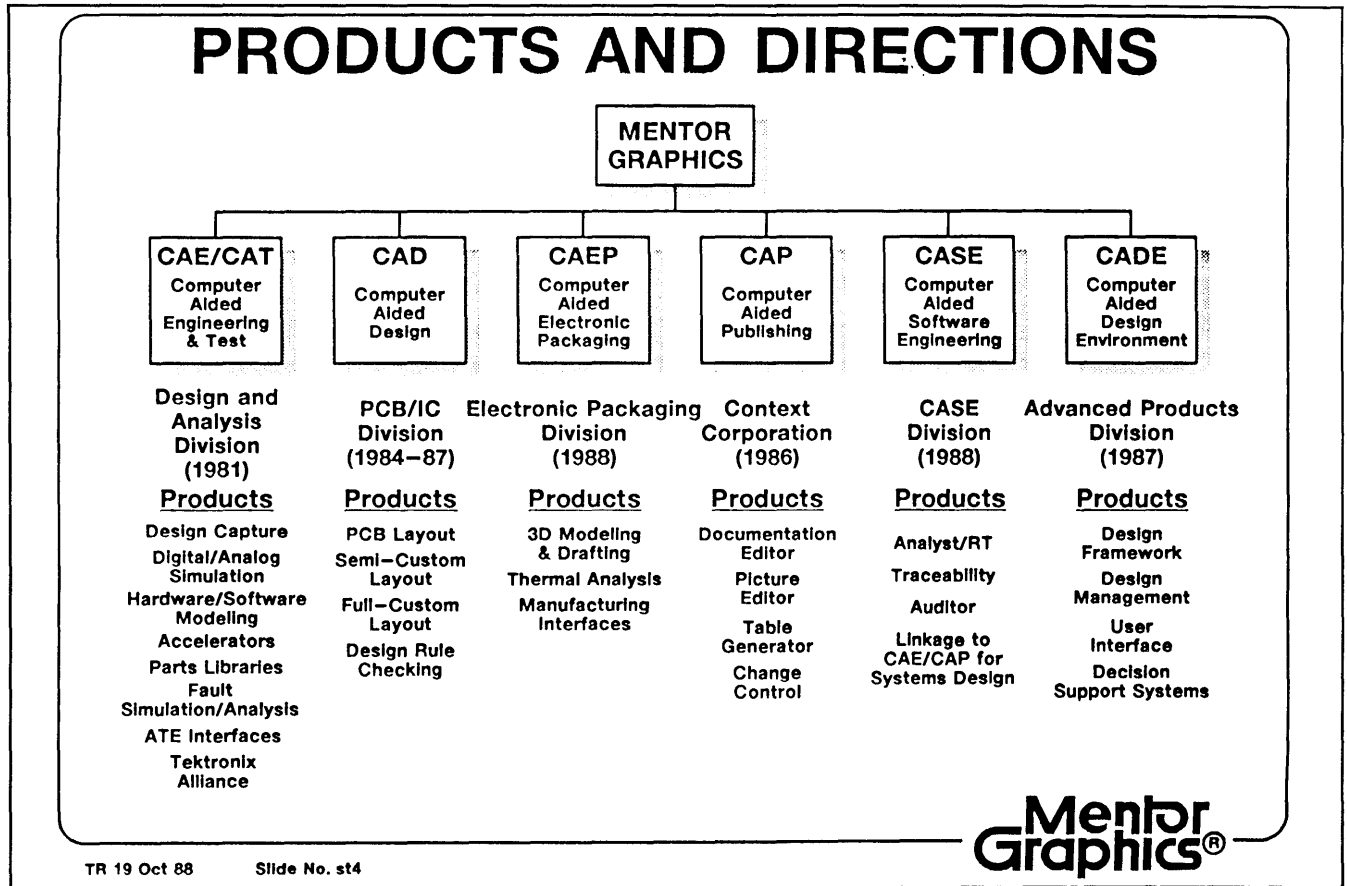 PRODUCTS AND DIRECTIONS
MENTOR
GRAPHICS
CAE/CAT
Computer
Aided
Engineering
& Test
CAD
Computer
Aided
Design
CAEP
Computer
Aided
Electronic
Packaging
CAP
Computer
Aided
Publishing
CASE
Computer
Aided
Software
Engineering
CADE
Computer
Aided
Design
Environment
Design and
Analysis
Division
(1981)
Products
Design Capture
Digital/Analog
Simulation
Hardware/Software
Modeling
Accelerators
Parts Libraries
Fault
Simulation/Analysis
ATE Interfaces
Tektronix
Alliance
PCB/IC
Division
(1984–87)
Products
PCB Layout
Semi–Custom
Layout
Full–Custom
Layout
Design Rule
Checking
Electronic Packaging
Division
(1988)
Products
3D Modeling
& Drafting
Thermal Analysis
Manufacturing
Interfaces
Context
Corporation
(1986)
Products
Documentation
Editor
Picture
Editor
Table
Generator
Change
Control
CASE
Division
(1988)
Products
Analyst/RT
Traceability
Auditor
Linkage to
CAE/CAP for
Systems Design
Advanced Products
Division
(1987)
Products
Design
Framework
Design
Management
User
Interface
Decision
Support Systems
Mentor
Graphics®
TR 19 Oct 88 Slide No. st4